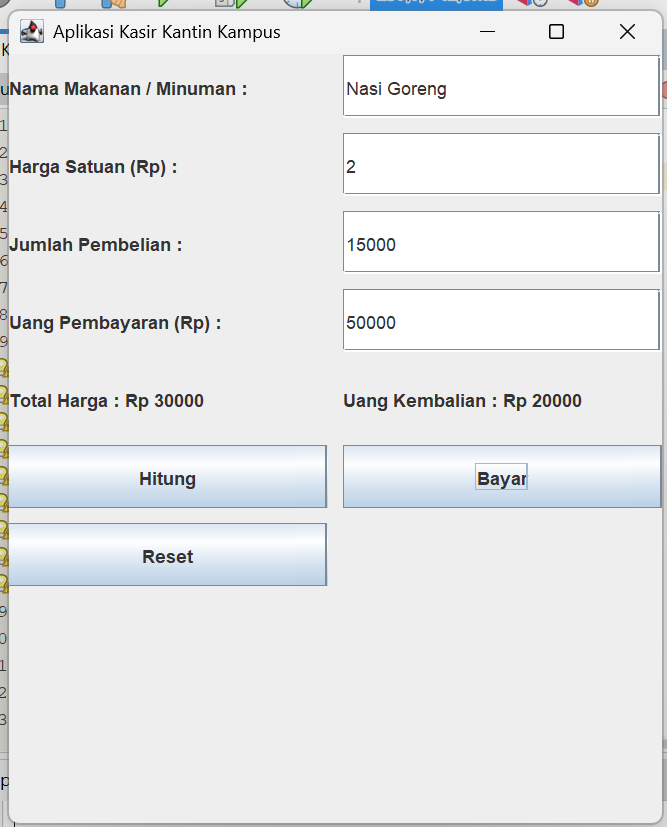 Aplikasi Kasir Kantin Kampus
Nama Makanan / Minuman : Nasi Goreng
Harga Satuan (Rp) : 2
Jumlah Pembelian : 15000
Uang Pembayaran (Rp) : 50000
Total Harga : Rp 30000 Uang Kembalian : Rp 20000
Hitung Bayar
Reset